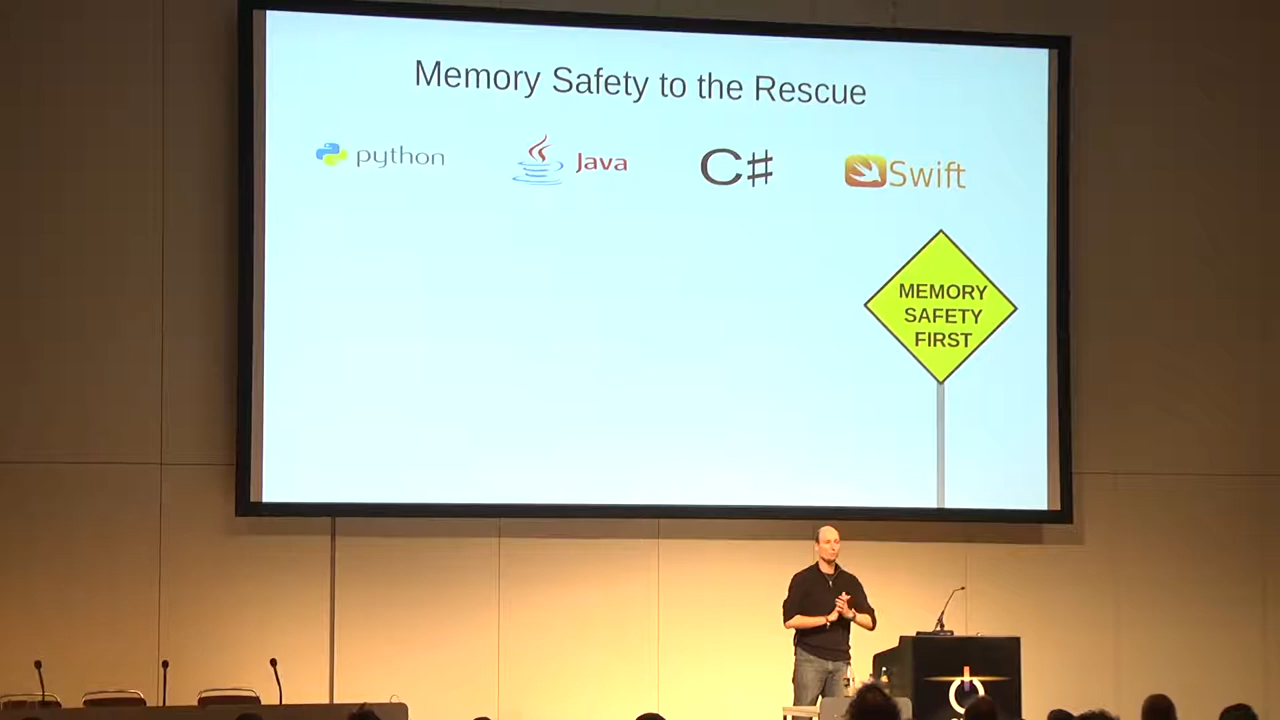 Memory Safety to the Rescue
python
Java
C#
Swift
MEMORY
SAFETY
FIRST